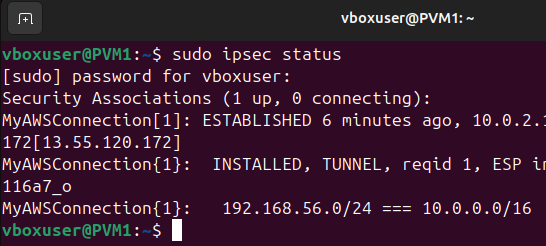 vboxuser@PVM1: ~
vboxuser@PVM1:~$ sudo ipsec status
[sudo] password for vboxuser:
Security Associations (1 up, 0 connecting):
MyAWSConnection[1]: ESTABLISHED 6 minutes ago, 10.0.2.1
172[13.55.120.172]
MyAWSConnection{1}:  INSTALLED, TUNNEL, reqid 1, ESP in
116a7_o
MyAWSConnection{1}:   192.168.56.0/24 === 10.0.0.0/16
vboxuser@PVM1:~$